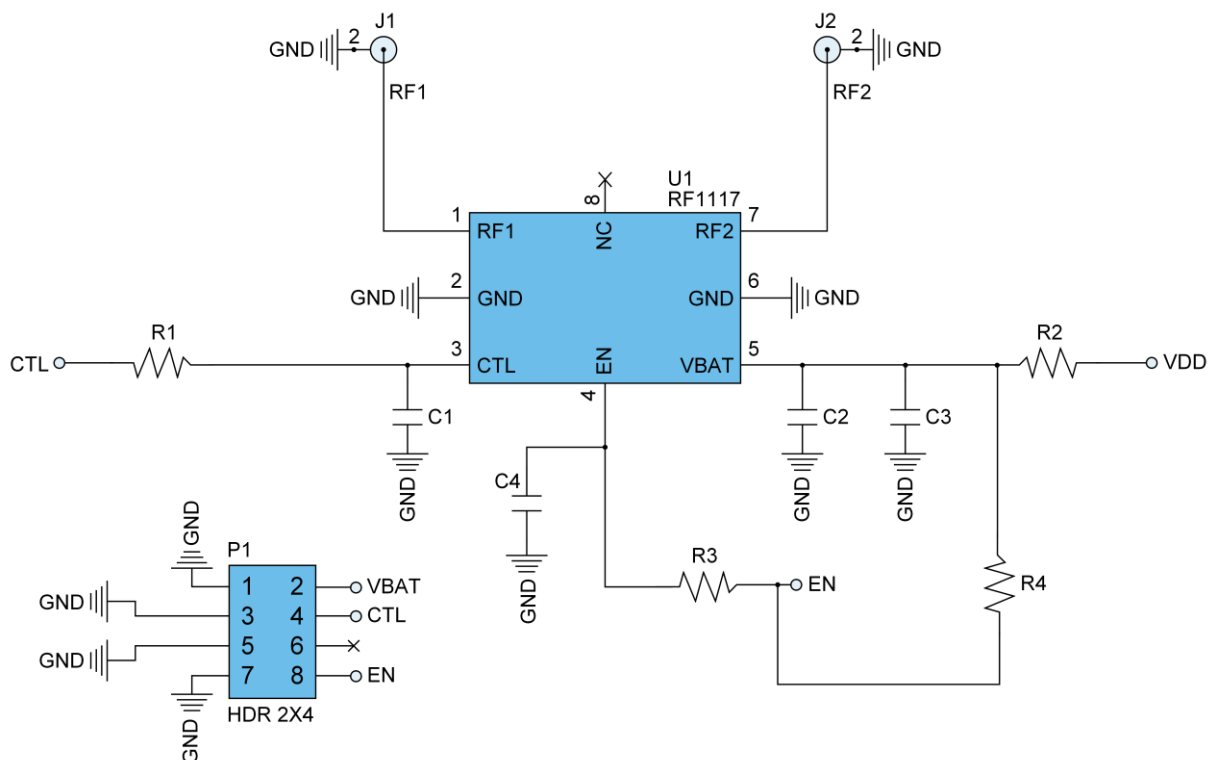 J1
J2
GND
2
2
GND
RF1
RF2
U1
RF1117
8
1
RF1
NC
RF2
7
GND
2
GND
GND
6
GND
R1
R2
CTL
3
CTL
EN
VBAT
5
VDD
4
C1
C2
C3
GND
GND
GND
C4
GND
R3
EN
R4
GND
P1
1
2
VBAT
GND
3
4
CTL
GND
5
6
7
8
EN
GND
HDR 2X4